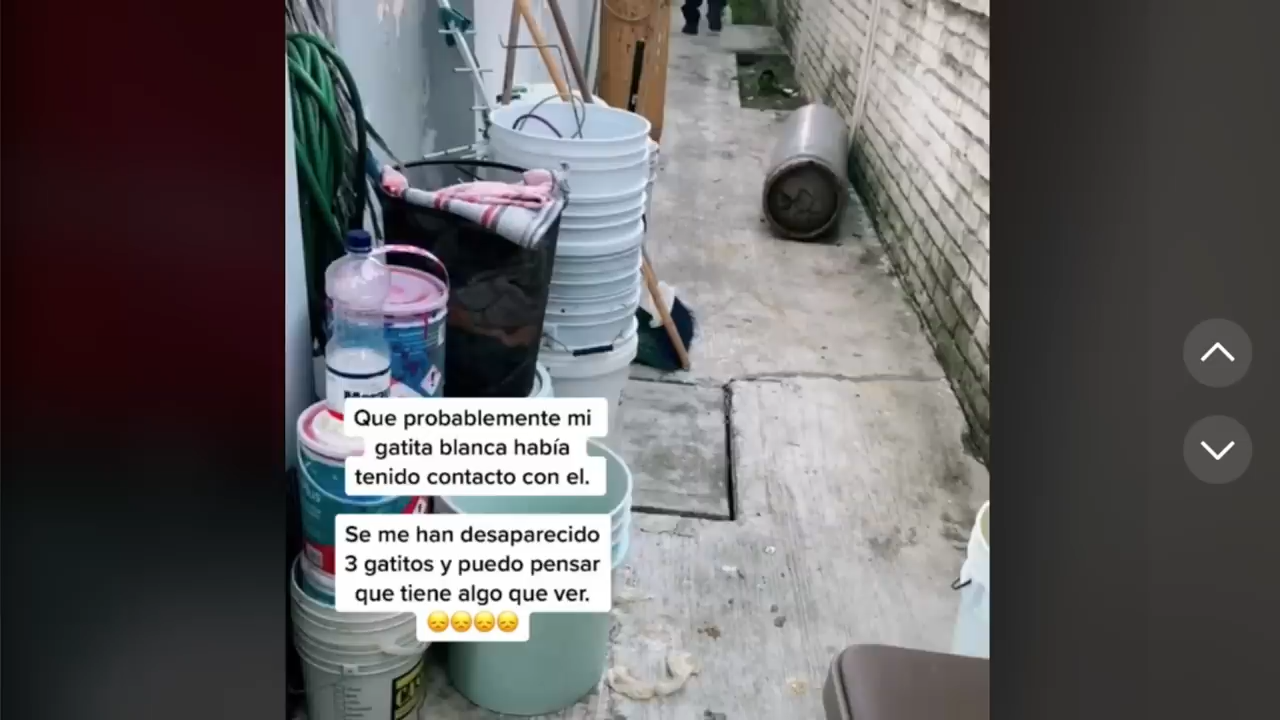 Que probablemente mi
gatita blanca había
tenido contacto con el.
Se me han desaparecido
3 gatitos y puedo pensar
que tiene algo que ver.
😞😞😞😞